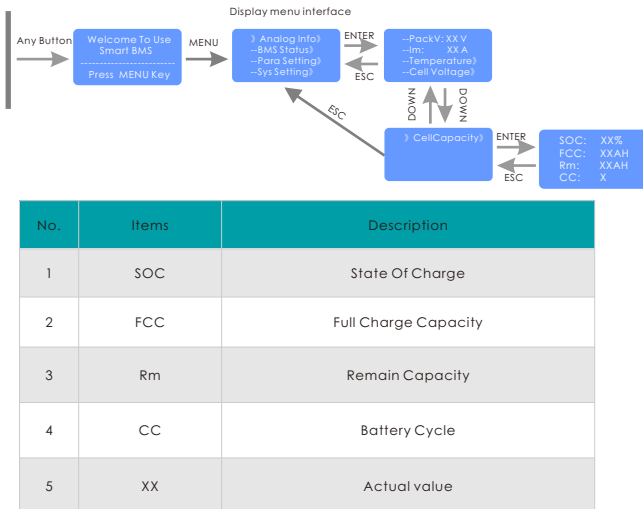 Display menu interface
Any Button
Welcome To Use
Smart BMS
-------------------------
Press MENU Key
MENU
》Analog Info》
--BMS Status》
--Para Setting》
--Sys Setting》
ENTER
ESC
--PackV: XX V
--Im: XX A
--Temperature》
--Cell Voltage》
DOWN
DOWN
ESC
》CellCapacity》
ENTER
ESC
SOC: XX%
FCC: XXAH
Rm: XXAH
CC: X
No. Items Description
1 SOC State Of Charge
2 FCC Full Charge Capacity
3 Rm Remain Capacity
4 CC Battery Cycle
5 XX Actual value